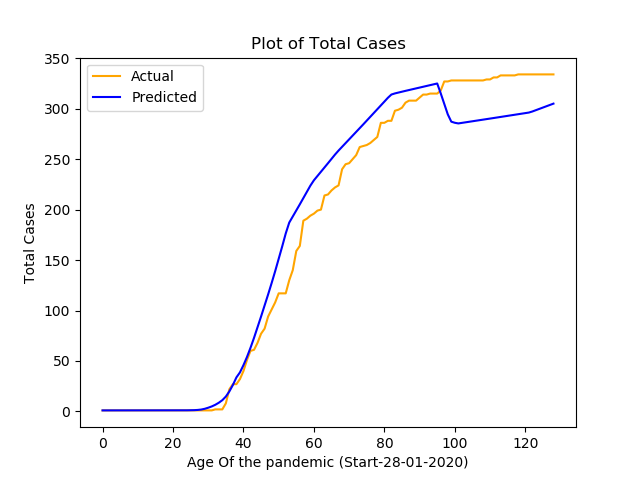 Plot of Total Cases
Actual
Predicted
350
300
250
200
150
100
50
0
Total Cases
0 20 40 60 80 100 120
Age Of the pandemic (Start-28-01-2020)